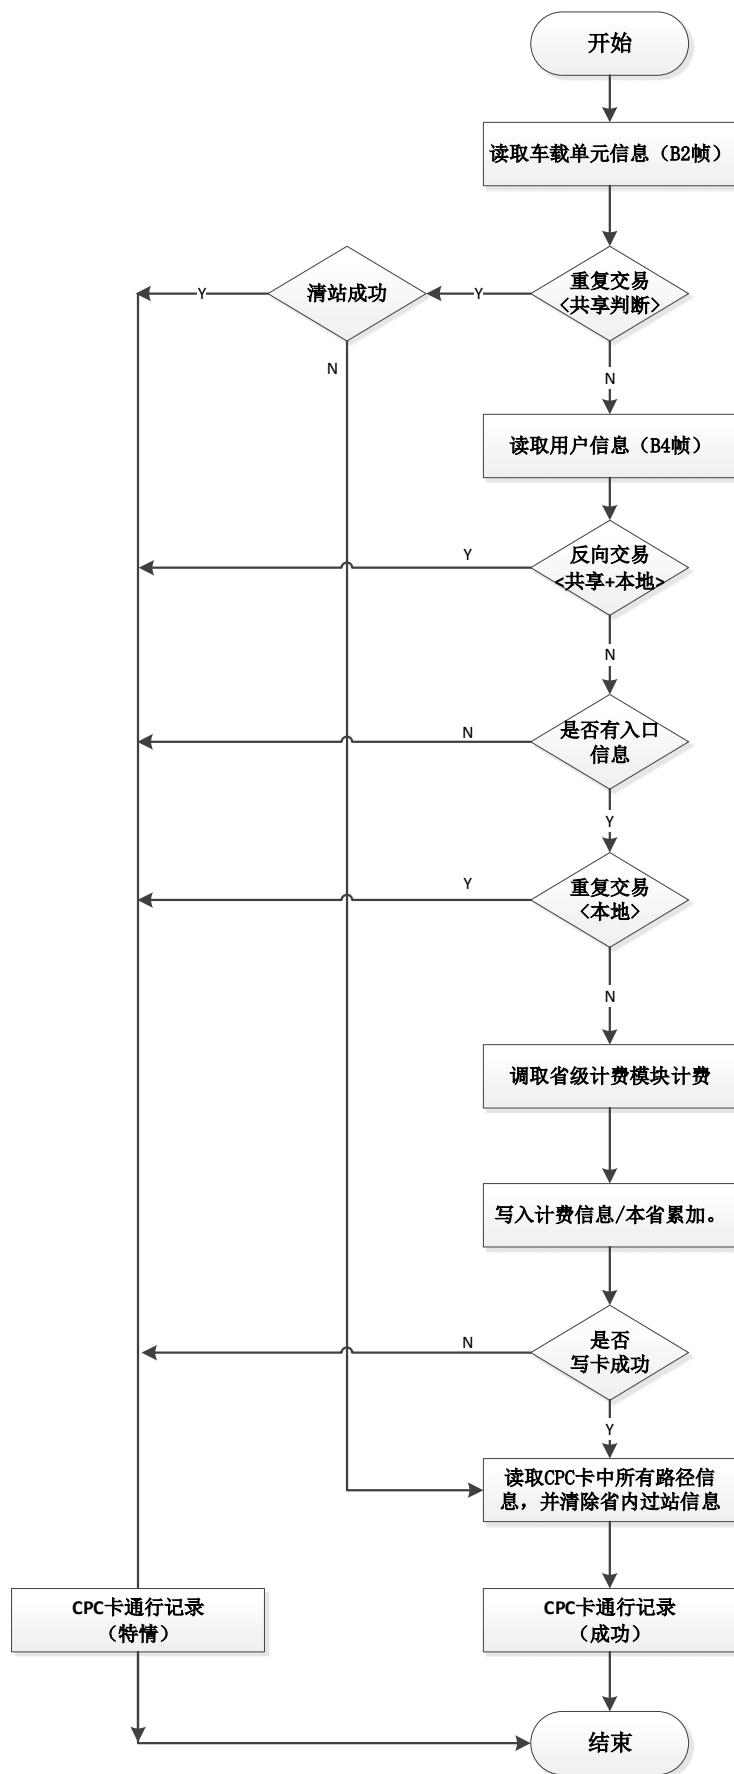 开始
读取车载单元信息（B2帧）
重复交易
<共享判断>
Y
清站成功
Y
N
N
读取用户信息（B4帧）
反向交易
<共享+本地>
Y
N
是否有入口
信息
N
Y
重复交易
<本地>
Y
N
调取省级计费模块计费
写入计费信息/本省累加。
是否
写卡成功
N
Y
读取CPC卡中所有路径信
息，并清除省内过站信息
CPC卡通行记录
（特情）
CPC卡通行记录
（成功）
结束